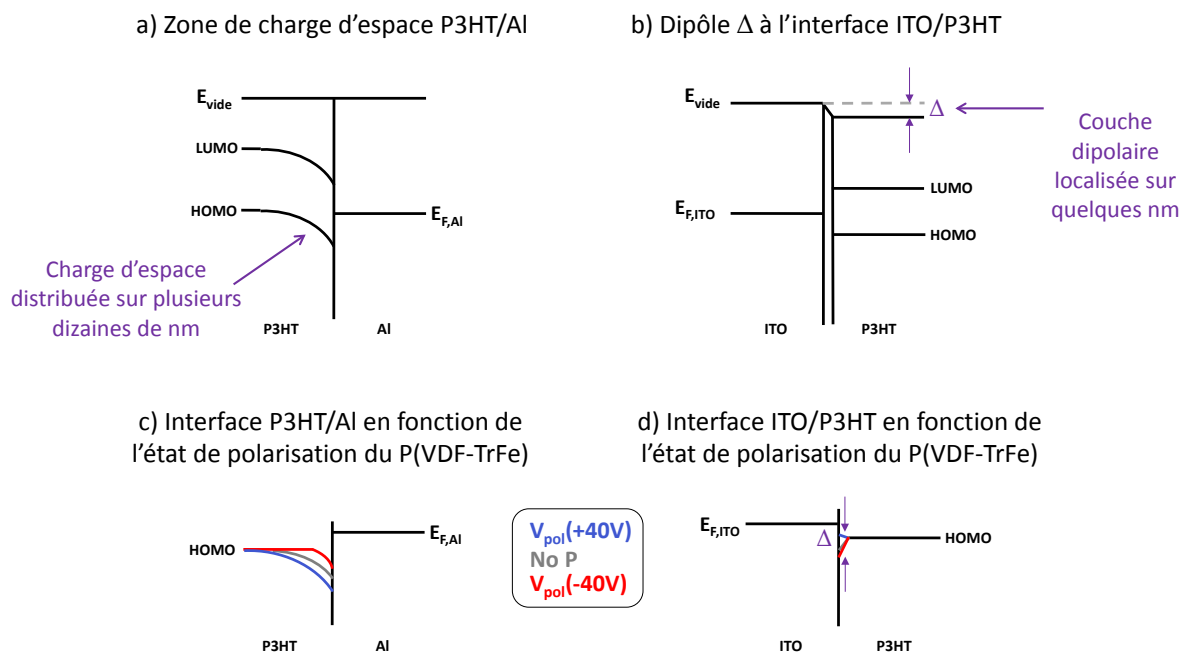 a) Zone de charge d'espace P3HT/Al
E_vide
LUMO
HOMO
E_F,Al
Charge d'espace
distribuée sur plusieurs
dizaines de nm
P3HT
Al
b) Dipôle Δ à l'interface ITO/P3HT
E_vide
Δ
Couche
dipolaire
localisée sur
quelques nm
LUMO
E_F,ITO
HOMO
ITO
P3HT
c) Interface P3HT/Al en fonction de
l'état de polarisation du P(VDF-TrFe)
HOMO
E_F,Al
P3HT
Al
V_pol(+40V)
No P
V_pol(-40V)
d) Interface ITO/P3HT en fonction de
l'état de polarisation du P(VDF-TrFe)
E_F,ITO
Δ
HOMO
ITO
P3HT